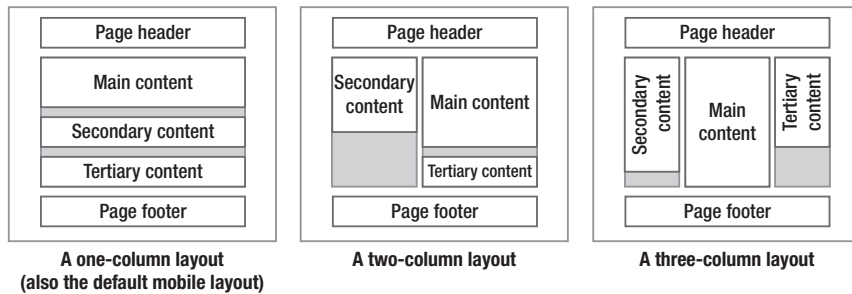 Page header
Main content
Secondary content
Tertiary content
Page footer
A one-column layout
(also the default mobile layout)
Page header
Secondary
content
Main content
Tertiary content
Page footer
A two-column layout
Page header
Secondary
content
Main
content
Tertiary
content
Page footer
A three-column layout